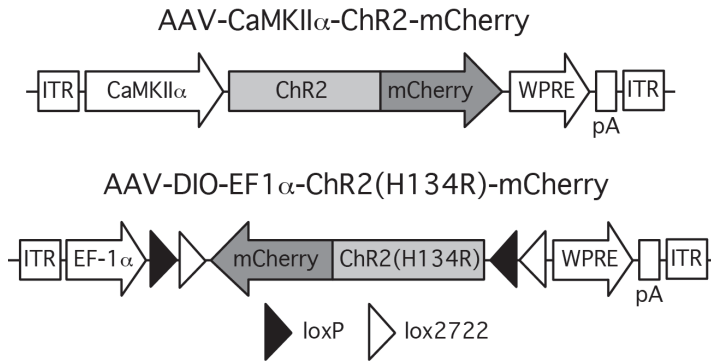 AAV-CaMKIIα-ChR2-mCherry
ITR CaMKIIα ChR2 mCherry WPRE ITR
pA
AAV-DIO-EF1α-ChR2(H134R)-mCherry
ITR EF-1α mCherry ChR2(H134R) WPRE ITR
pA
loxP lox2722